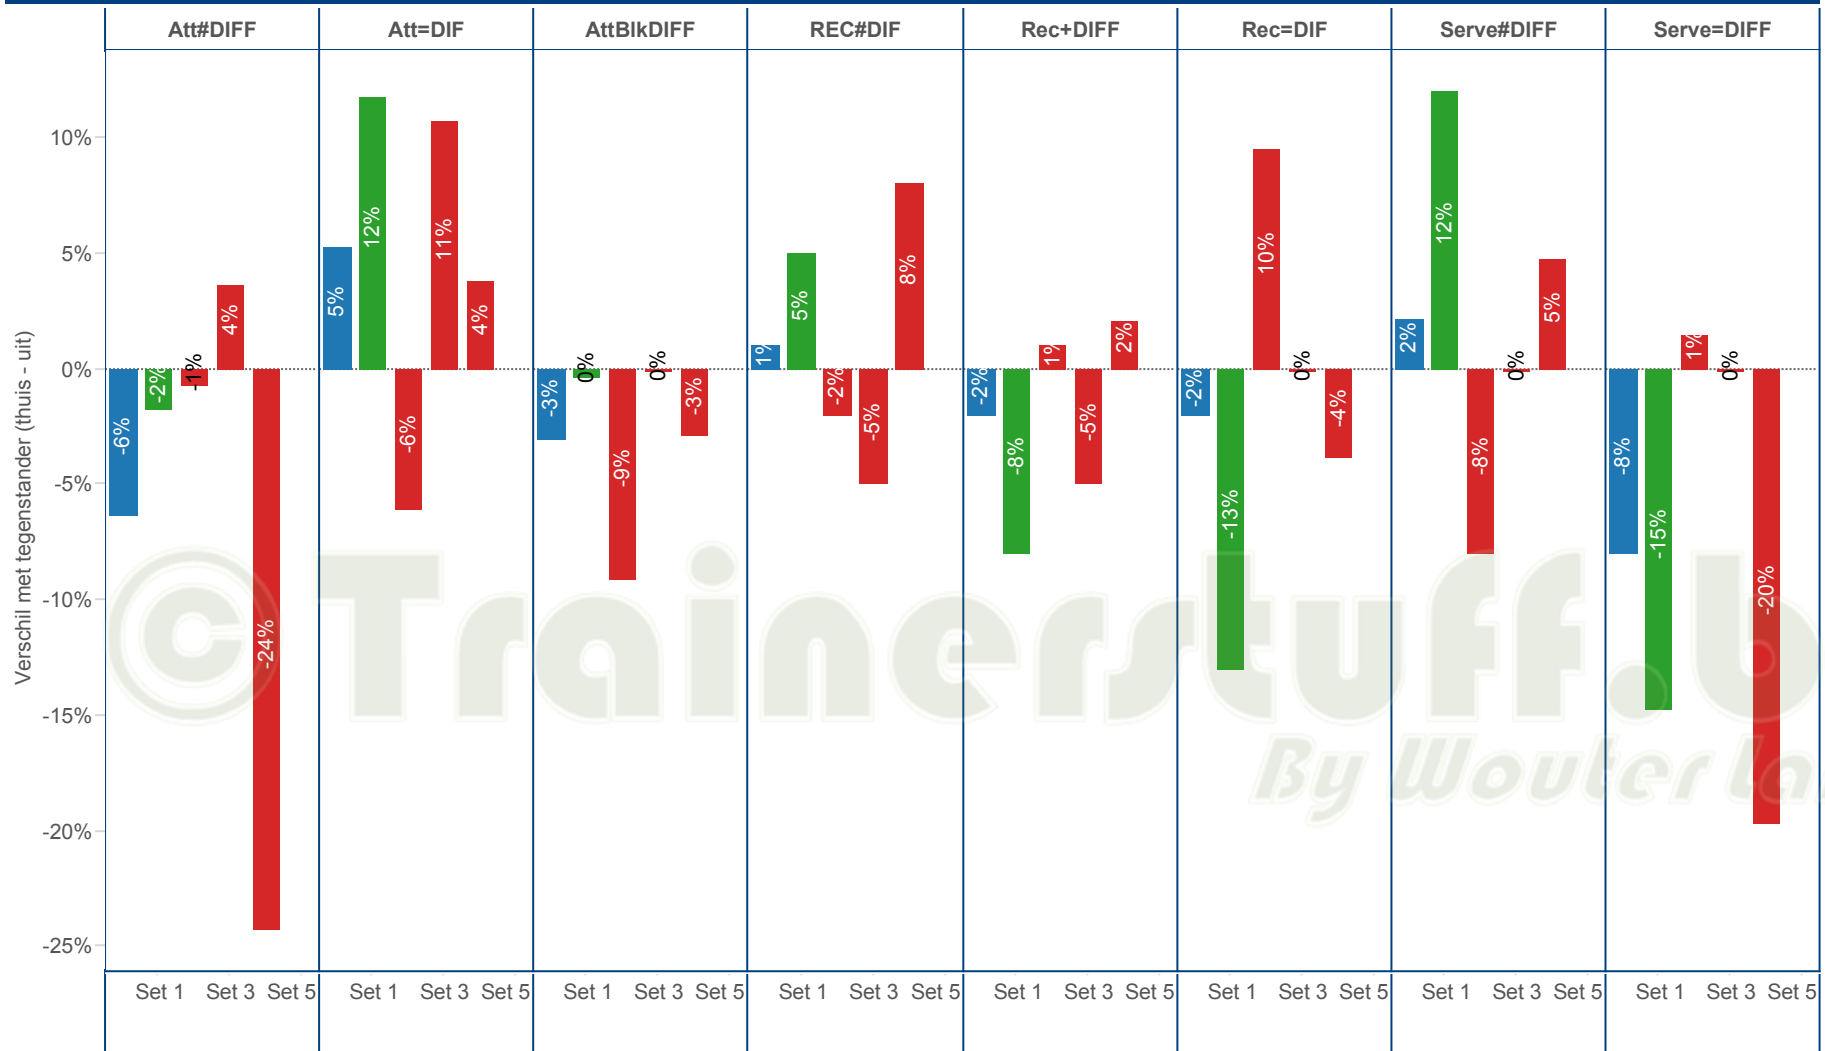 Att#DIFF Att=DIF AttBlkDIFF REC#DIF Rec+DIFF Rec=DIF Serve#DIFF Serve=DIFF
Verschil met tegenstander (thuis - uit)
10%
5%
0%
-5%
-10%
-15%
-20%
-25%
-6% -2% -1% 4% -24%
5% 12% -6% 11% 4%
-3% 0% -9% 0% -3%
1% 5% -2% -5% 8%
-2% -8% 1% -5% 2%
-2% -13% 10% 0% -4%
2% 12% -8% 0% 5%
-8% -15% 1% 0% -20%
Set 1 Set 3 Set 5 Set 1 Set 3 Set 5 Set 1 Set 3 Set 5 Set 1 Set 3 Set 5 Set 1 Set 3 Set 5 Set 1 Set 3 Set 5 Set 1 Set 3 Set 5 Set 1 Set 3 Set 5
© Trainerstuff.b
By Wouter La